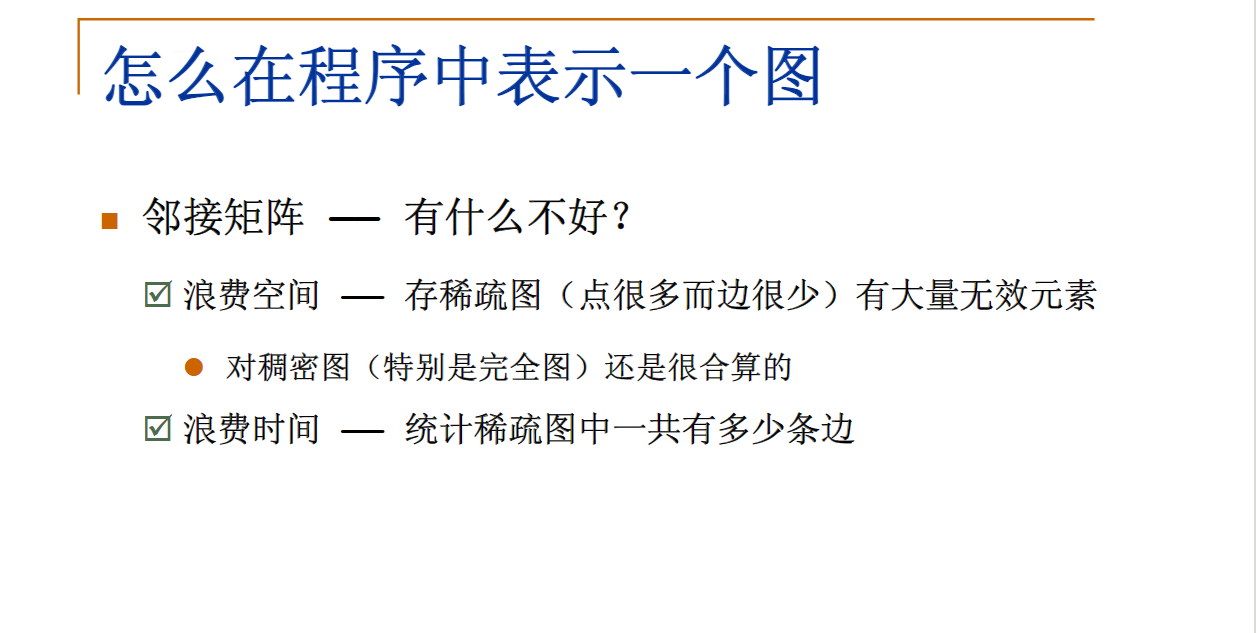 怎么在程序中表示一个图
邻接矩阵 — 有什么不好？
浪费空间 — 存稀疏图（点很多而边很少）有大量无效元素
对稠密图（特别是完全图）还是很合算的
浪费时间 — 统计稀疏图中一共有多少条边